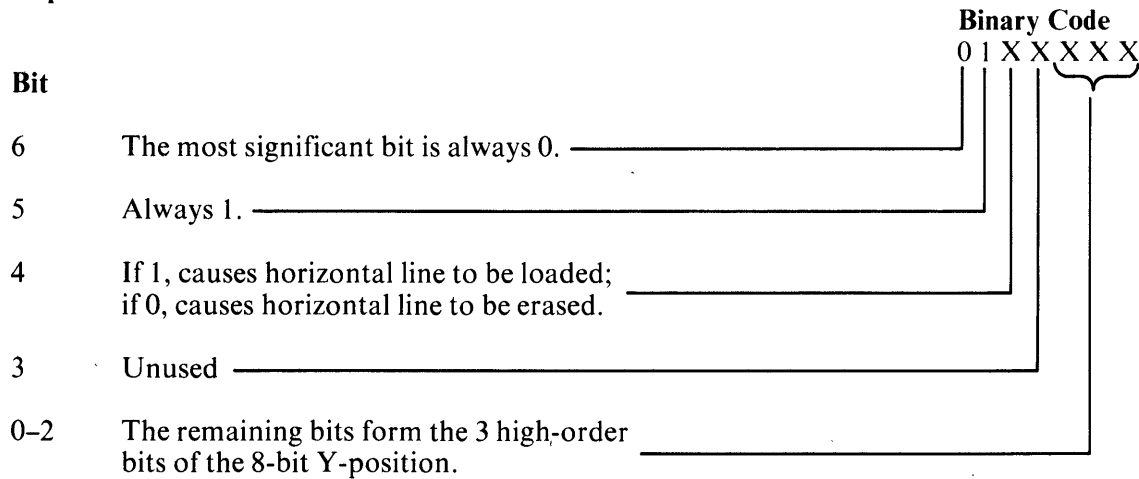 Binary Code
0 1 X X X X X
Bit
6 The most significant bit is always 0.
5 Always 1.
4 If 1, causes horizontal line to be loaded;
if 0, causes horizontal line to be erased.
3 Unused
0–2 The remaining bits form the 3 high-order
bits of the 8-bit Y-position.